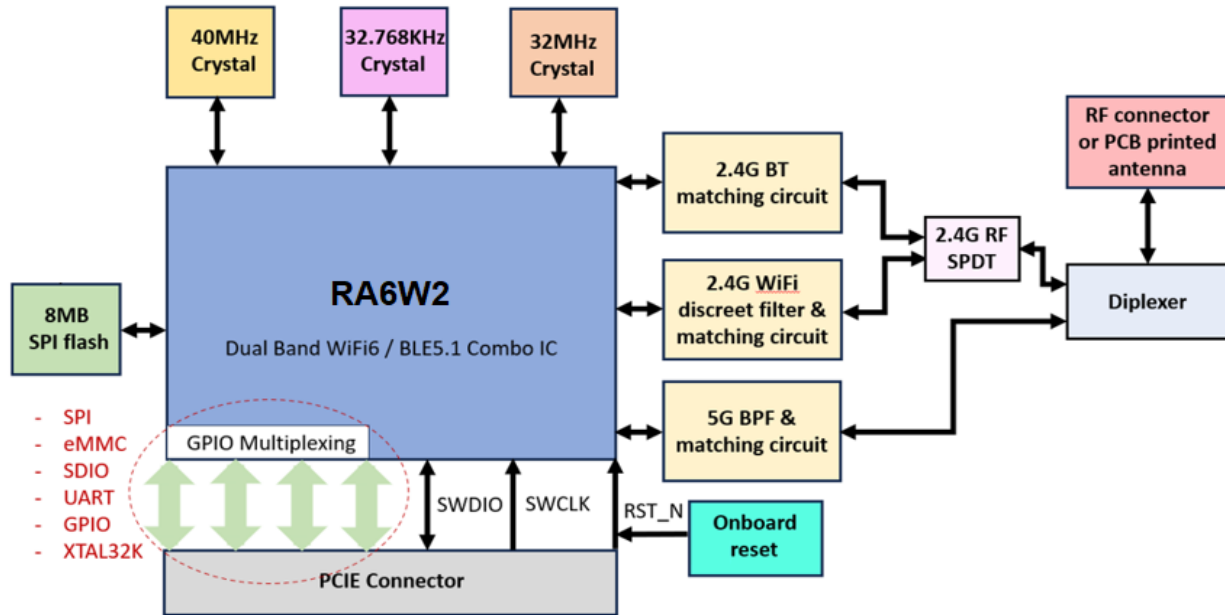 40MHz
Crystal
32.768KHz
Crystal
32MHz
Crystal
RF connector
or PCB printed
antenna
2.4G BT
matching circuit
2.4G RF
SPDT
RA6W2
Dual Band WiFi6 / BLE5.1 Combo IC
2.4G WiFi
discreet filter &
matching circuit
Diplexer
8MB
SPI flash
5G BPF &
matching circuit
- SPI
- eMMC
- SDIO
- UART
- GPIO
- XTAL32K
GPIO Multiplexing
SWDIO
SWCLK
RST_N
Onboard
reset
PCIE Connector